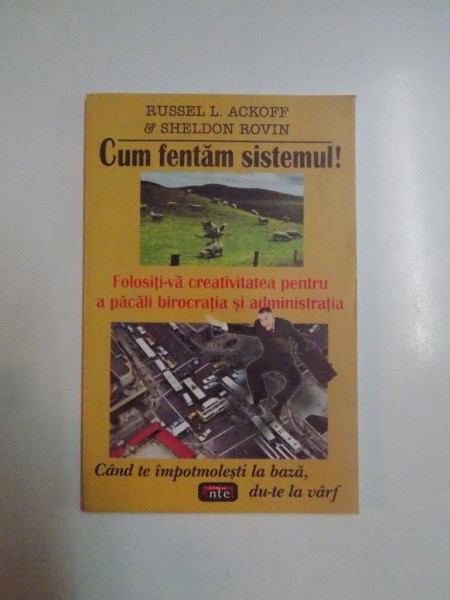 RUSSEL L. ACKOFF
& SHELDON ROVIN
Cum fentăm sistemul!
Folosiți-vă creativitatea pentru
a păcăli birocrația și administrația
Când te împotmolești la bază,
du-te la vârf
nte